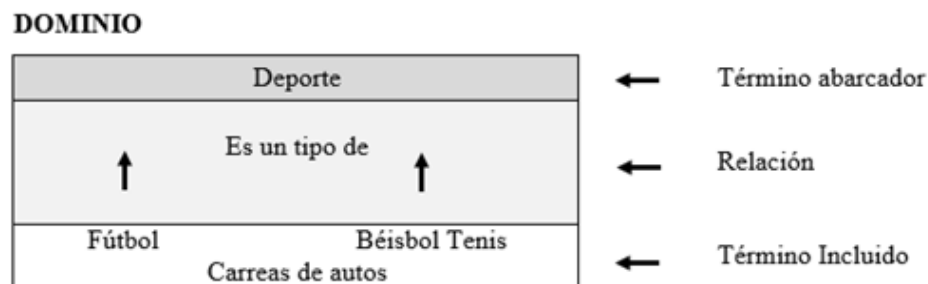 DOMINIO
Deporte
Término abarcador
Es un tipo de
Relación
Fútbol Béisbol Tenis
Carreas de autos
Término Incluido